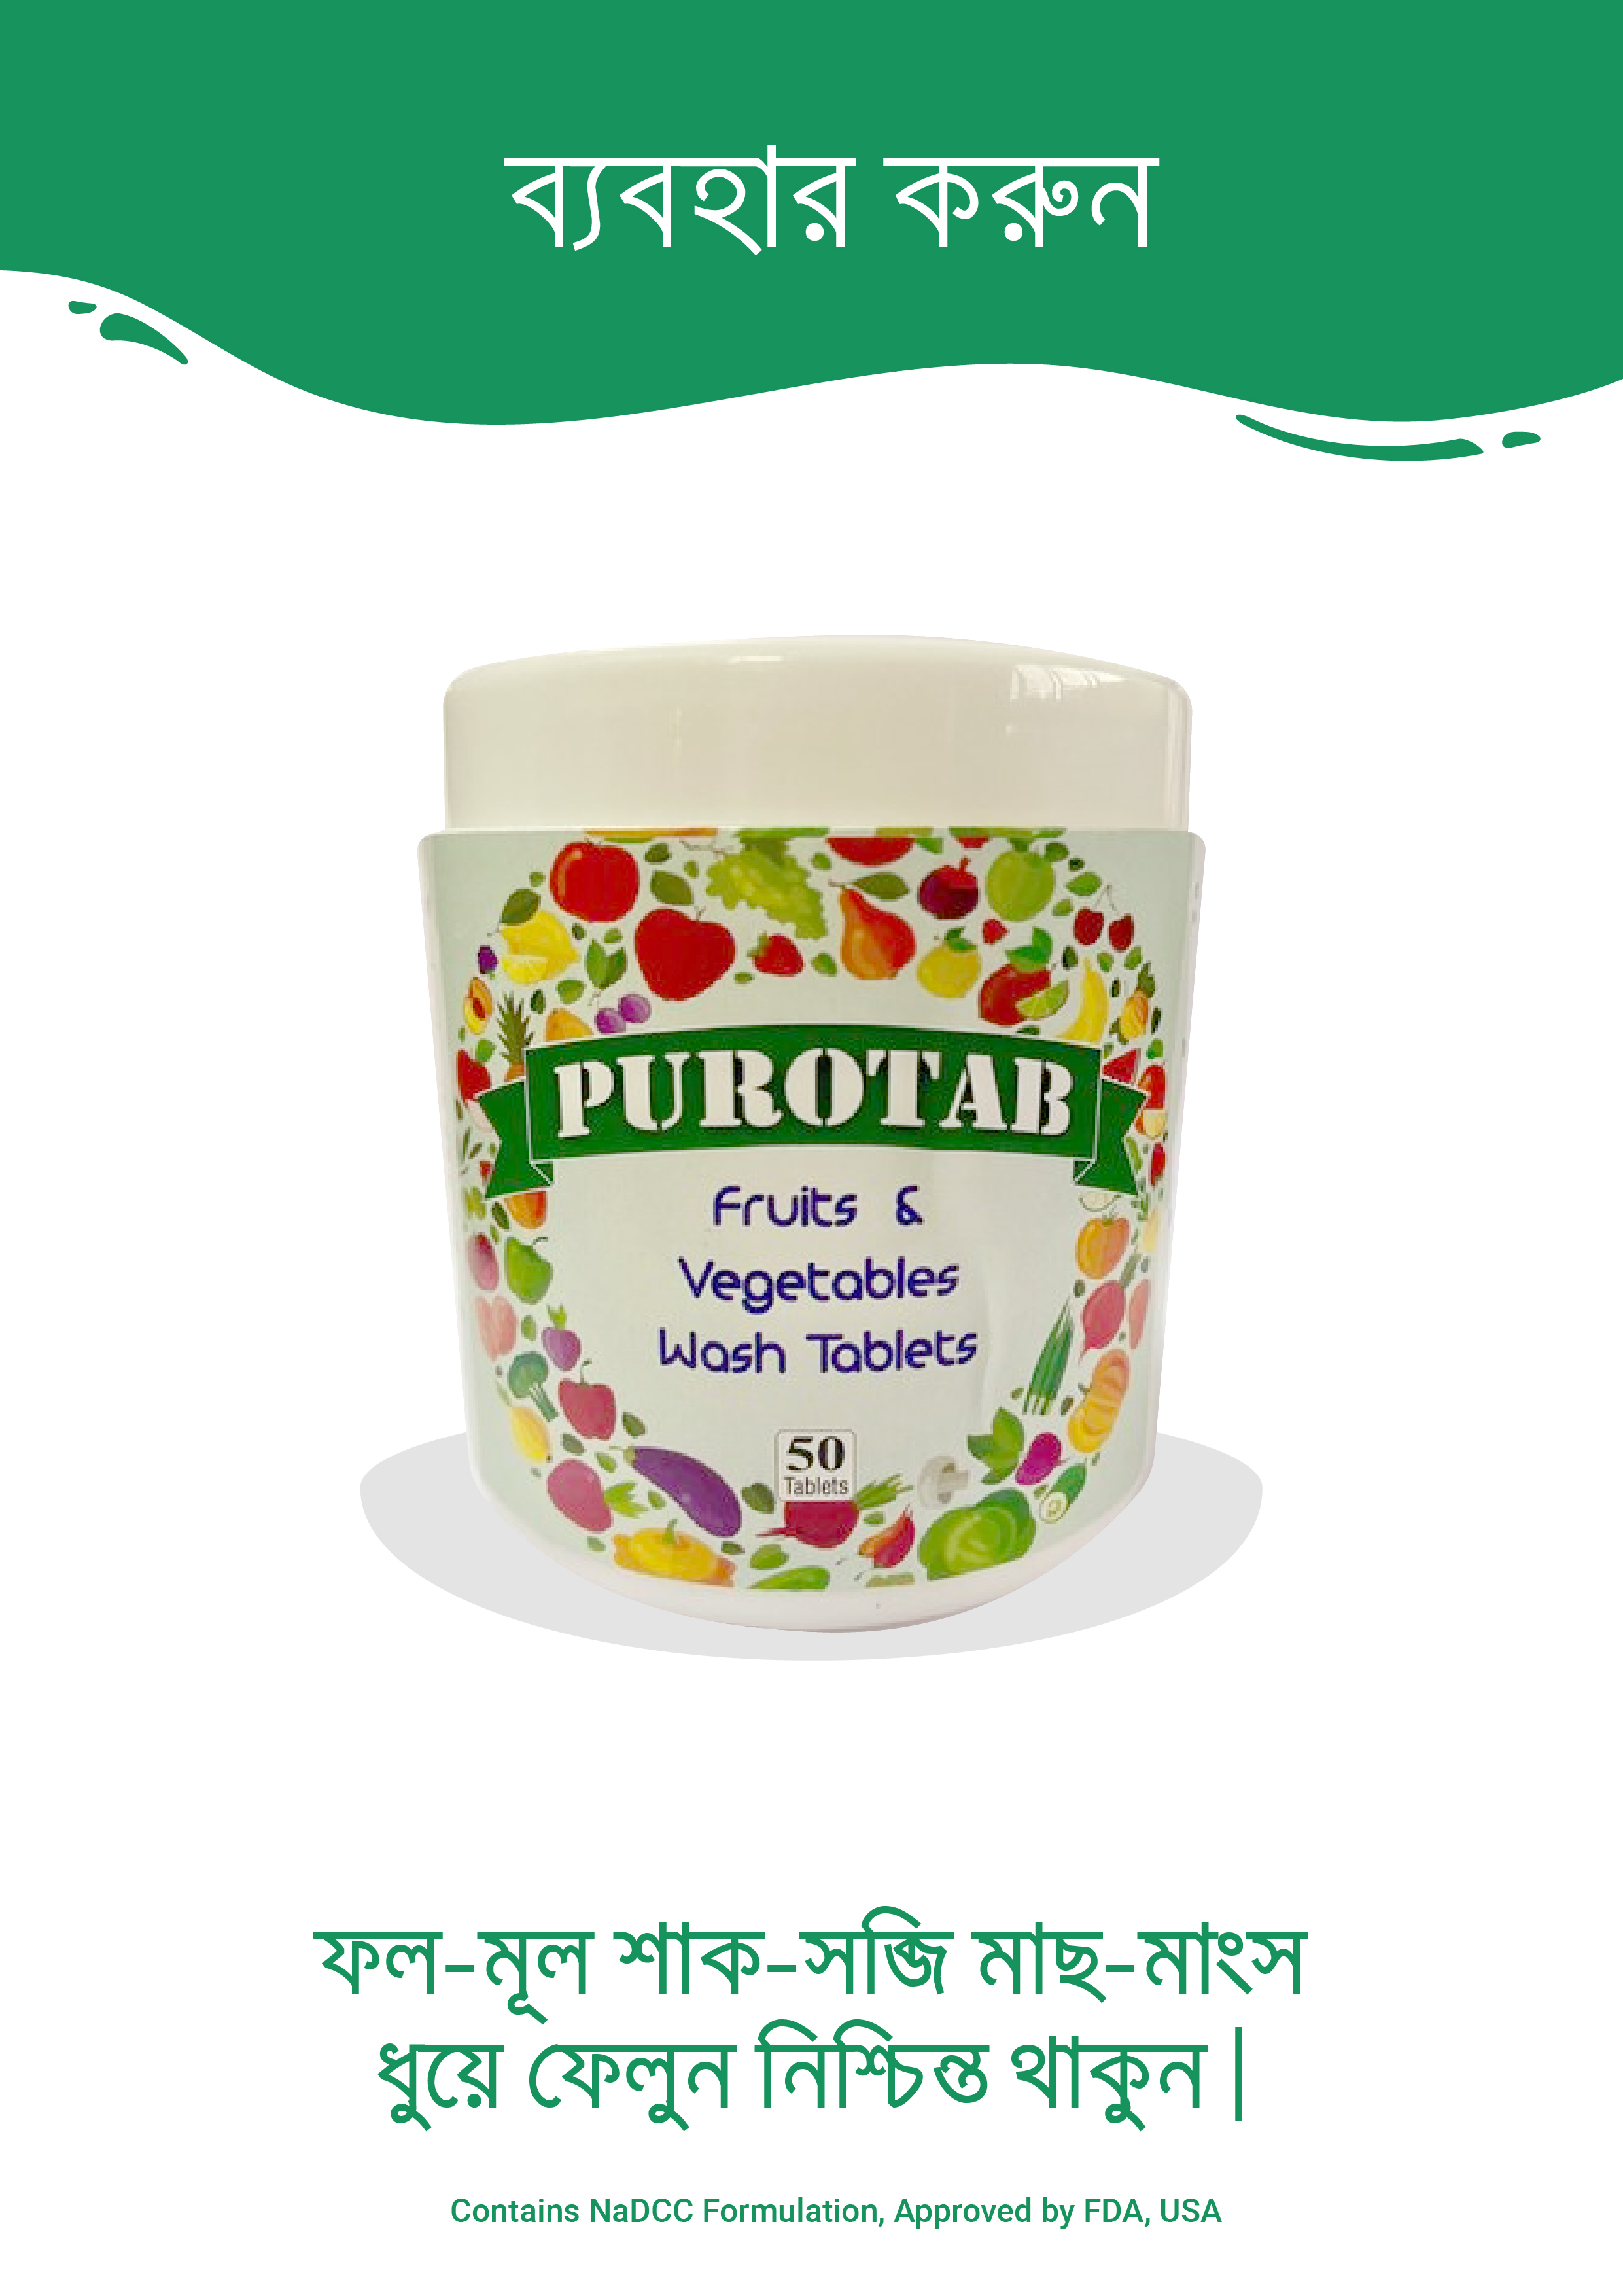 ব্যবহার করুন
PUROTAB
Fruits &
Vegetables
Wash Tablets
50
Tablets
ফল-মূল শাক-সব্জি মাছ-মাংস
ধুয়ে ফেলুন নিশ্চিন্ত থাকুন |
Contains NaDCC Formulation, Approved by FDA, USA